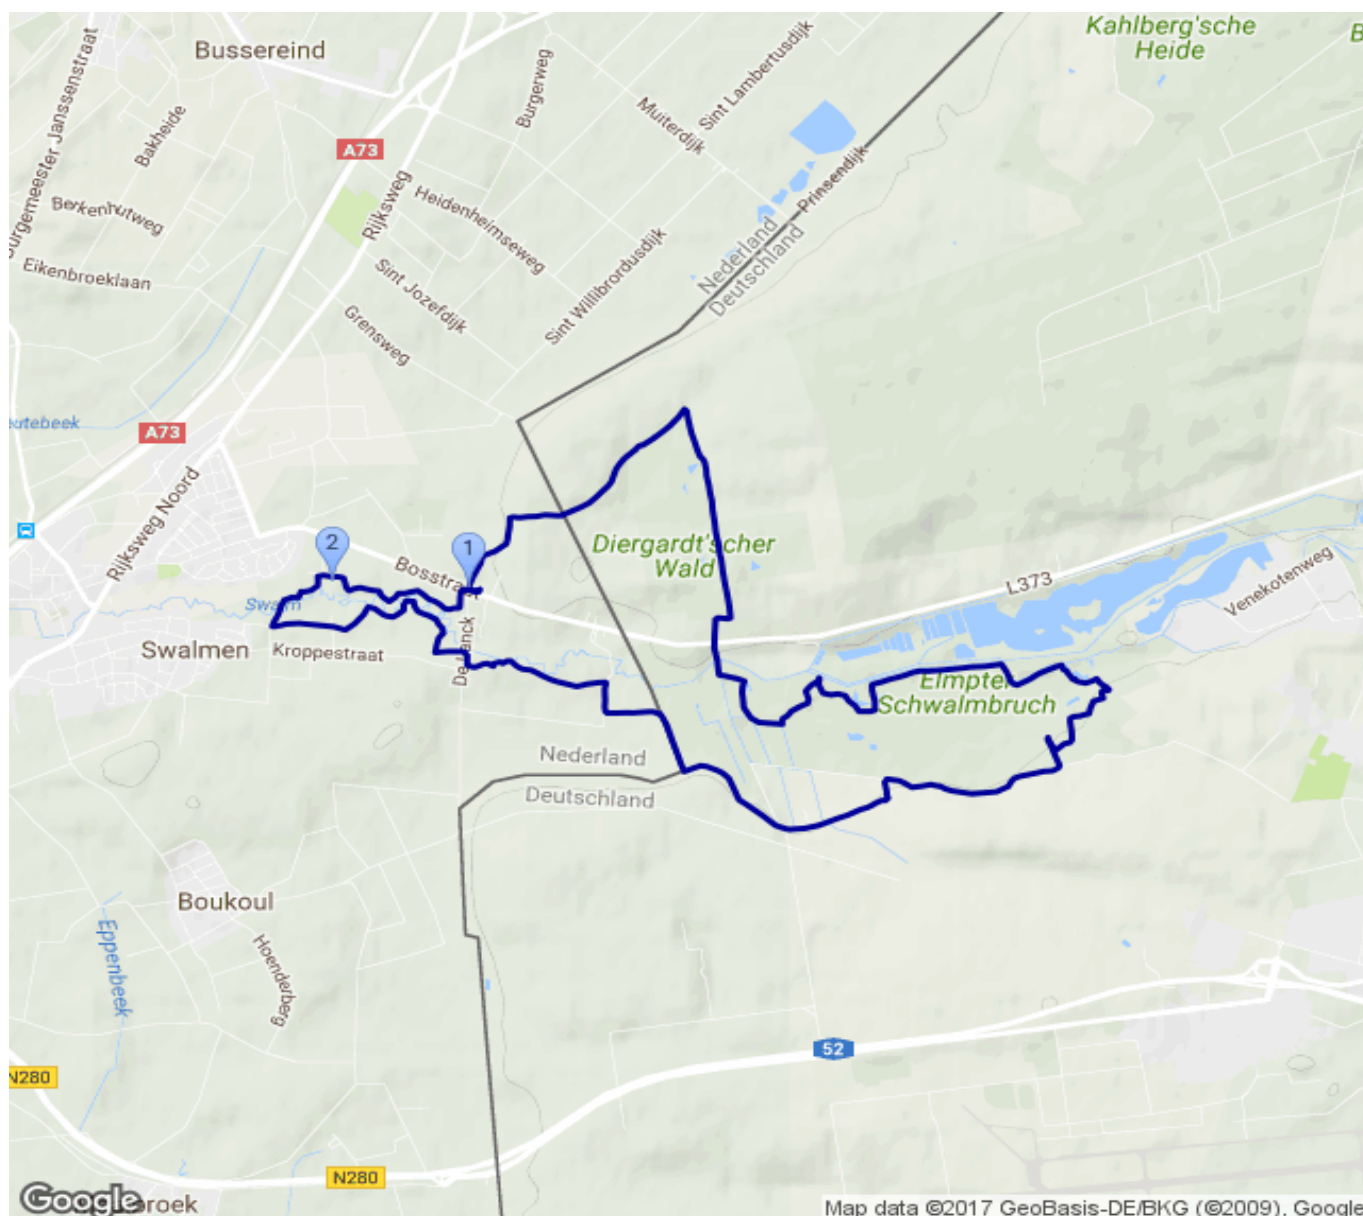 Kahlberg'sche
Heide
B
Bussereind
Burgemeester Janssenstraat
Bakheide
Burgerweg
Muiterdijk
Sint Lambertusdijk
A73
Prinsendijk
Berkenhutweg
Rijksweg
Heidenheimseweg
Eikenbroeklaan
Sint Jozefdijk
Sint Willibrordusdijk
Nederland
Deutschland
Grensweg
A73
Rijksweg Noord
2
1
Diergardt'scher
Wald
Bosstraat
L373
Venekotenweg
Swalm
Swalmen
Kroppestraat
De Lanck
Elmpter
Schwalmbruch
Nederland
Deutschland
Boukoul
Eppenbeek
Hoenderberg
52
N280
N280
Google
broek
Map data ©2017 GeoBasis-DE/BKG (©2009), Google